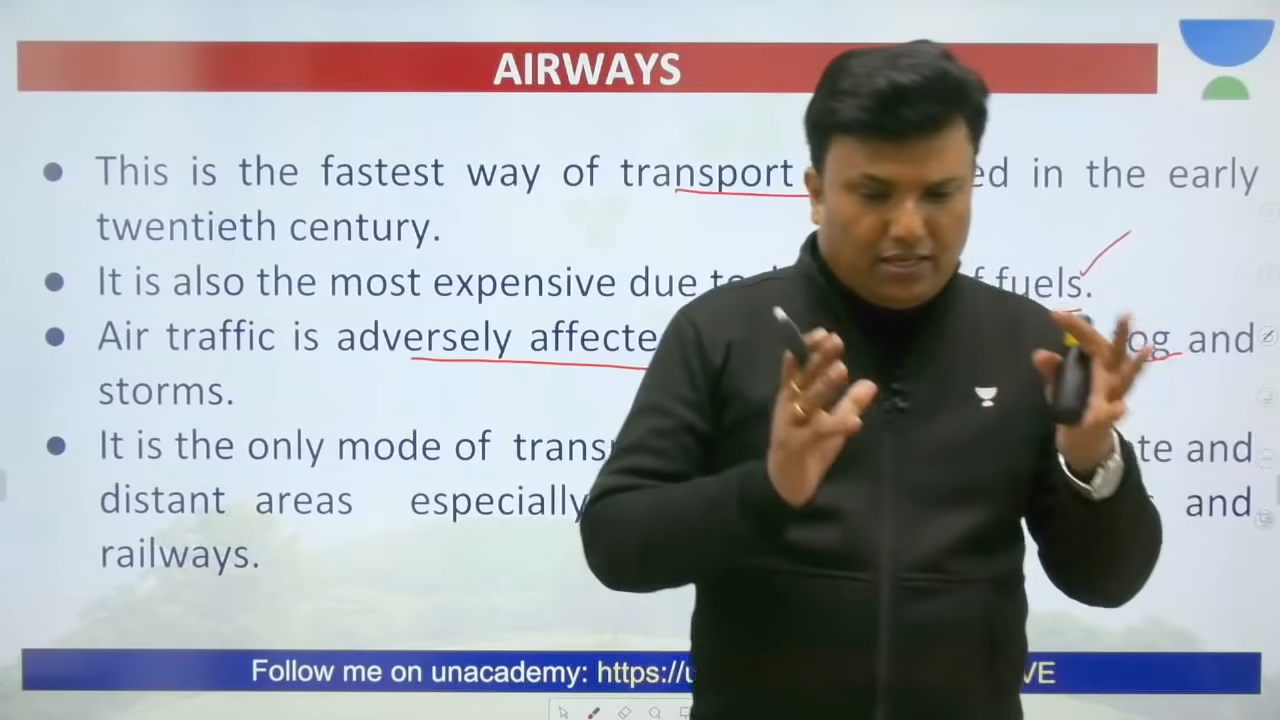 AIRWAYS
● This is the fastest way of transport ed in the early
twentieth century.
● It is also the most expensive due fuels.
● Air traffic is adversely affecte og and
storms.
● It is the only mode of trans te and
distant areas especially and
railways.
Follow me on unacademy: https://u VE